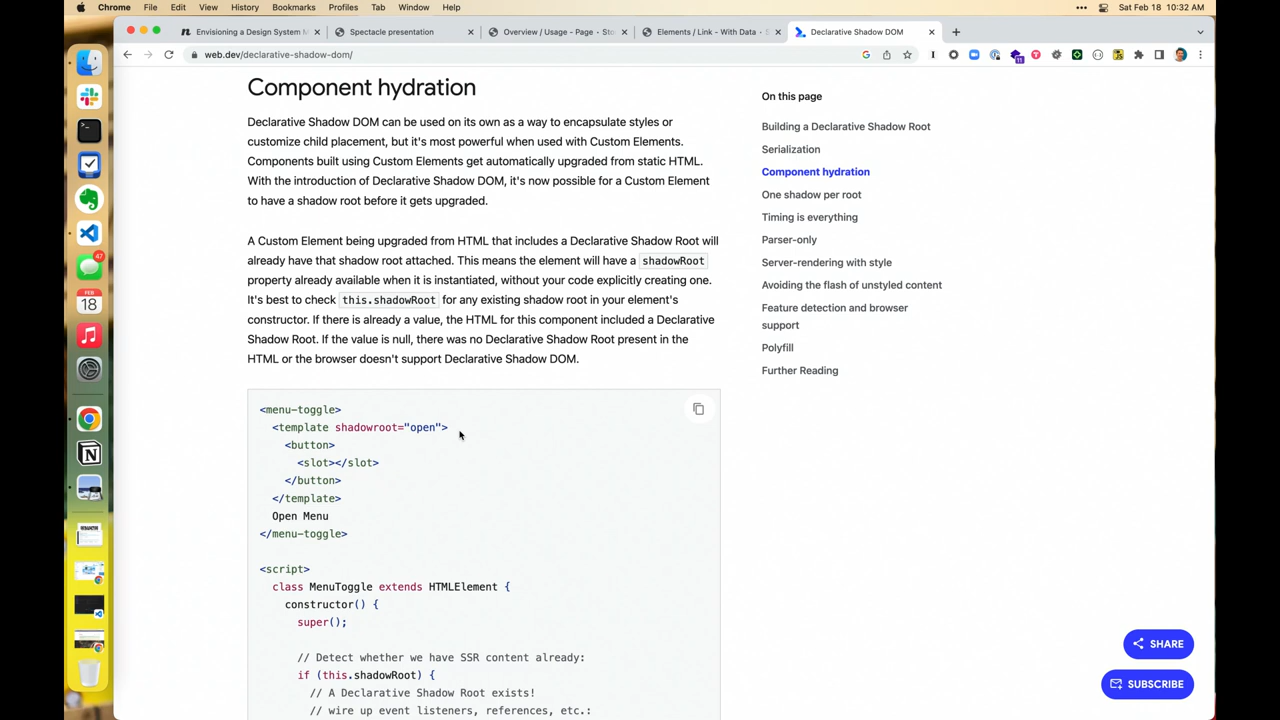 Chrome File Edit View History Bookmarks Profiles Tab Window Help Sat Feb 18 10:32 AM
Envisioning a Design System M Spectacle presentation Overview / Usage - Page · Sto Elements / Link - With Data · S Declarative Shadow DOM
web.dev/declarative-shadow-dom/
Component hydration
Declarative Shadow DOM can be used on its own as a way to encapsulate styles or
customize child placement, but it's most powerful when used with Custom Elements.
Components built using Custom Elements get automatically upgraded from static HTML.
With the introduction of Declarative Shadow DOM, it's now possible for a Custom Element
to have a shadow root before it gets upgraded.
A Custom Element being upgraded from HTML that includes a Declarative Shadow Root will
already have that shadow root attached. This means the element will have a shadowRoot
property already available when it is instantiated, without your code explicitly creating one.
It's best to check this.shadowRoot for any existing shadow root in your element's
constructor. If there is already a value, the HTML for this component included a Declarative
Shadow Root. If the value is null, there was no Declarative Shadow Root present in the
HTML or the browser doesn't support Declarative Shadow DOM.
<menu-toggle>
<template shadowroot="open">
<button>
<slot></slot>
</button>
</template>
Open Menu
</menu-toggle>
<script>
class MenuToggle extends HTMLElement {
constructor() {
super();
// Detect whether we have SSR content already:
if (this.shadowRoot) {
// A Declarative Shadow Root exists!
// wire up event listeners, references, etc.:
On this page
Building a Declarative Shadow Root
Serialization
Component hydration
One shadow per root
Timing is everything
Parser-only
Server-rendering with style
Avoiding the flash of unstyled content
Feature detection and browser
support
Polyfill
Further Reading
SHARE
SUBSCRIBE
47
FEB
18
11